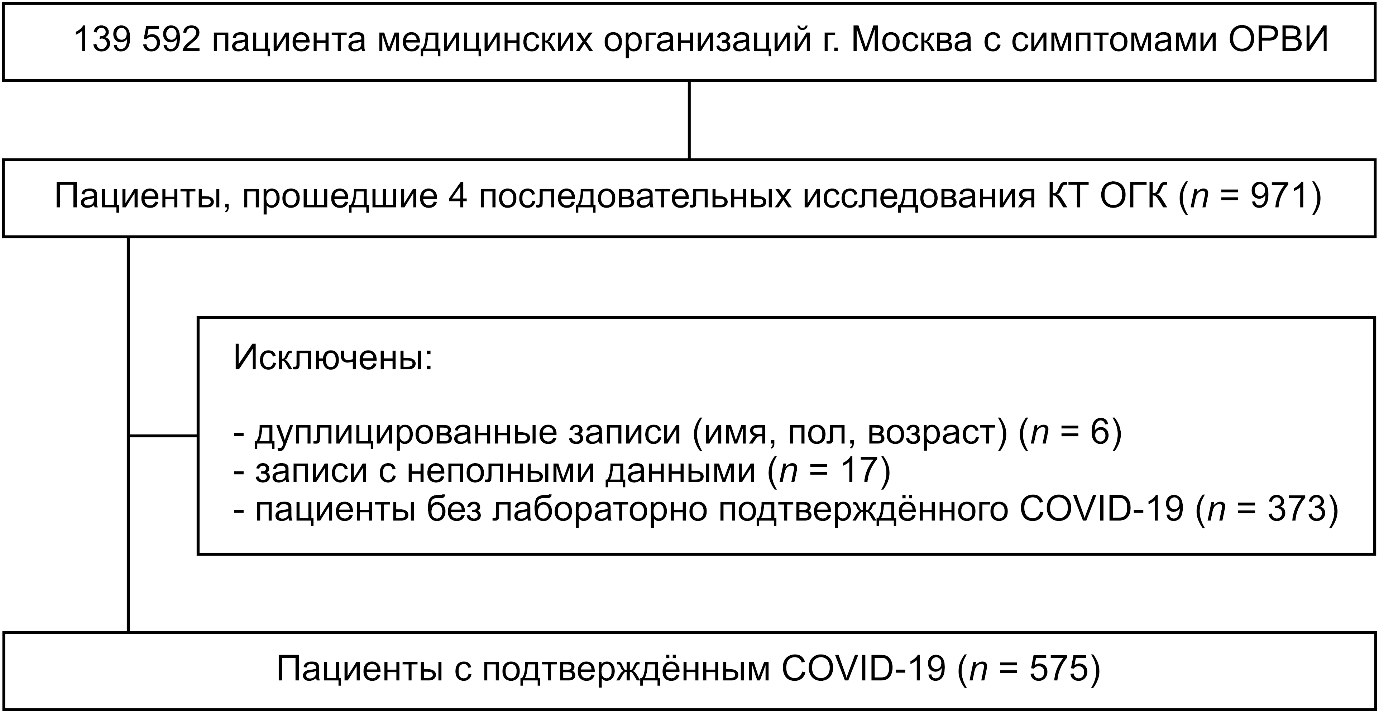 139 592 пациента медицинских организаций г. Москва с симптомами ОРВИ
Пациенты, прошедшие 4 последовательных исследования КТ ОГК (n = 971)
Исключены:
- дуплицированные записи (имя, пол, возраст) (n = 6)
- записи с неполными данными (n = 17)
- пациенты без лабораторно подтверждённого COVID-19 (n = 373)
Пациенты с подтверждённым COVID-19 (n = 575)